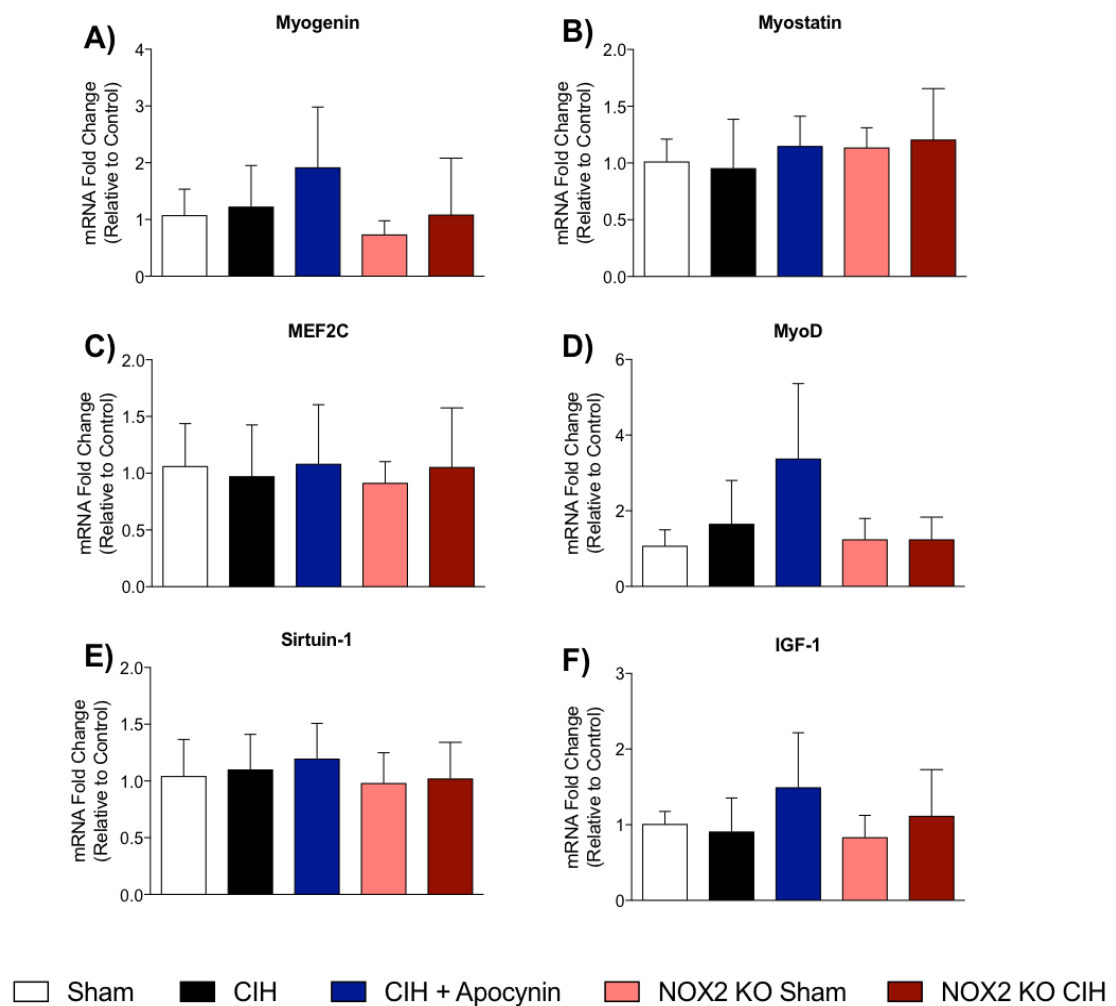 A)
Myogenin
mRNA Fold Change
(Relative to Control)
4
3
2
1
0
B)
Myostatin
mRNA Fold Change
(Relative to Control)
2.0
1.5
1.0
0.5
0.0
C)
MEF2C
mRNA Fold Change
(Relative to Control)
2.0
1.5
1.0
0.5
0.0
D)
MyoD
mRNA Fold Change
(Relative to Control)
6
4
2
0
E)
Sirtuin-1
mRNA Fold Change
(Relative to Control)
2.0
1.5
1.0
0.5
0.0
F)
IGF-1
mRNA Fold Change
(Relative to Control)
3
2
1
0
Sham CIH CIH + Apocynin NOX2 KO Sham NOX2 KO CIH